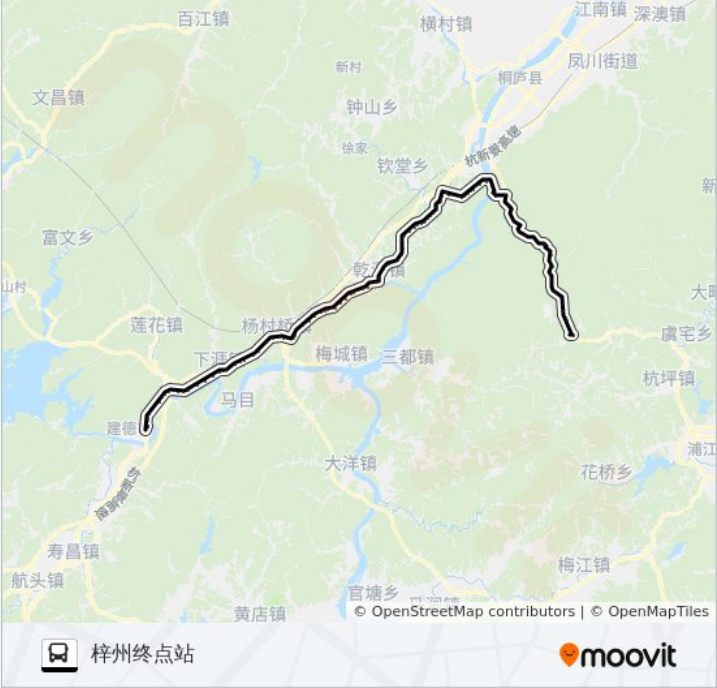 百江镇
横村镇
江南镇
深澳镇
凤川街道
新村
桐庐县
文昌镇
钟山乡
徐家
杭新景高速
钦堂乡
新
富文乡
山村
大畈
莲花镇
杨村桥镇
虞宅乡
下涯镇
梅城镇
三都镇
杭坪镇
马目
建德
浦江
大洋镇
花桥乡
杭新景高速
寿昌镇
梅江镇
航头镇
官塘乡
黄店镇
© OpenStreetMap contributors | © OpenMapTiles
梓州终点站
moovit